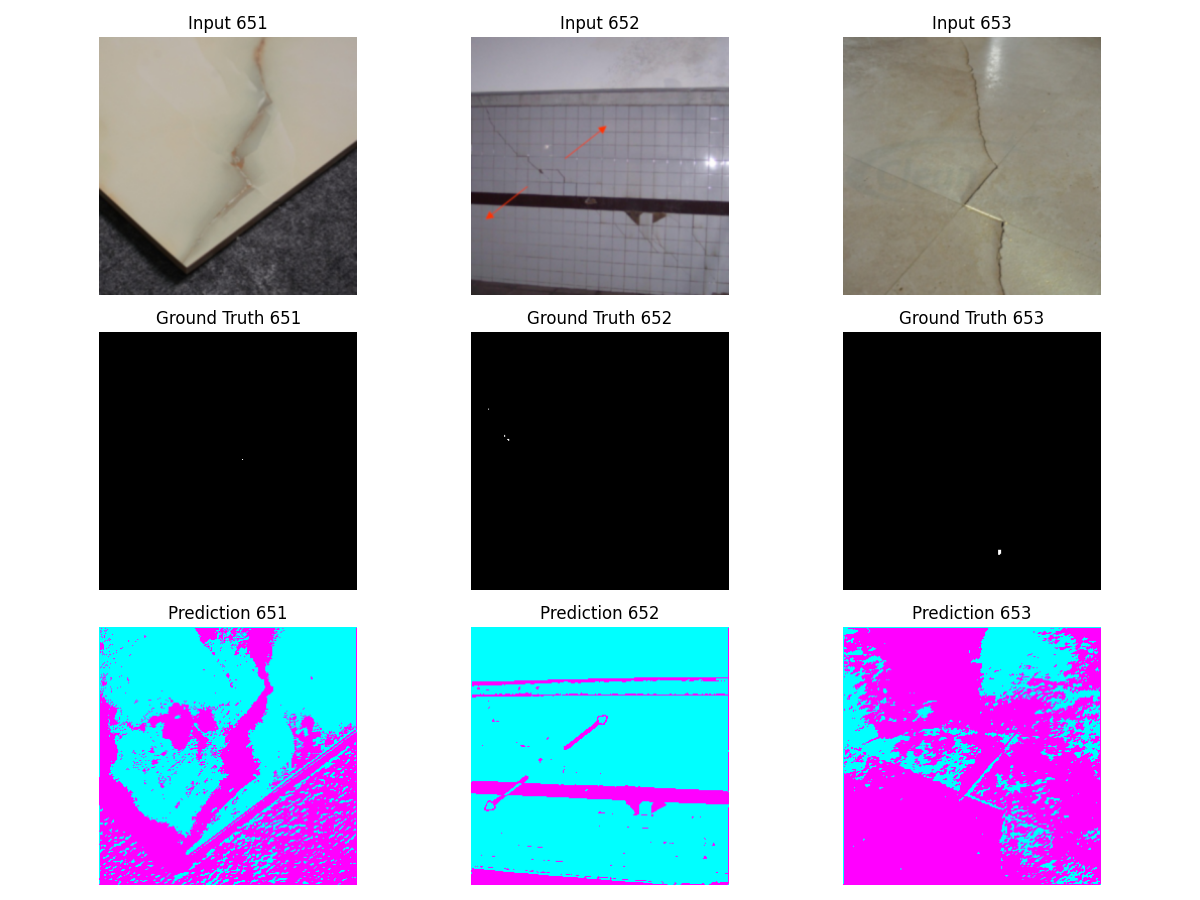 Input 651
Input 652
Input 653
Ground Truth 651
Ground Truth 652
Ground Truth 653
Prediction 651
Prediction 652
Prediction 653